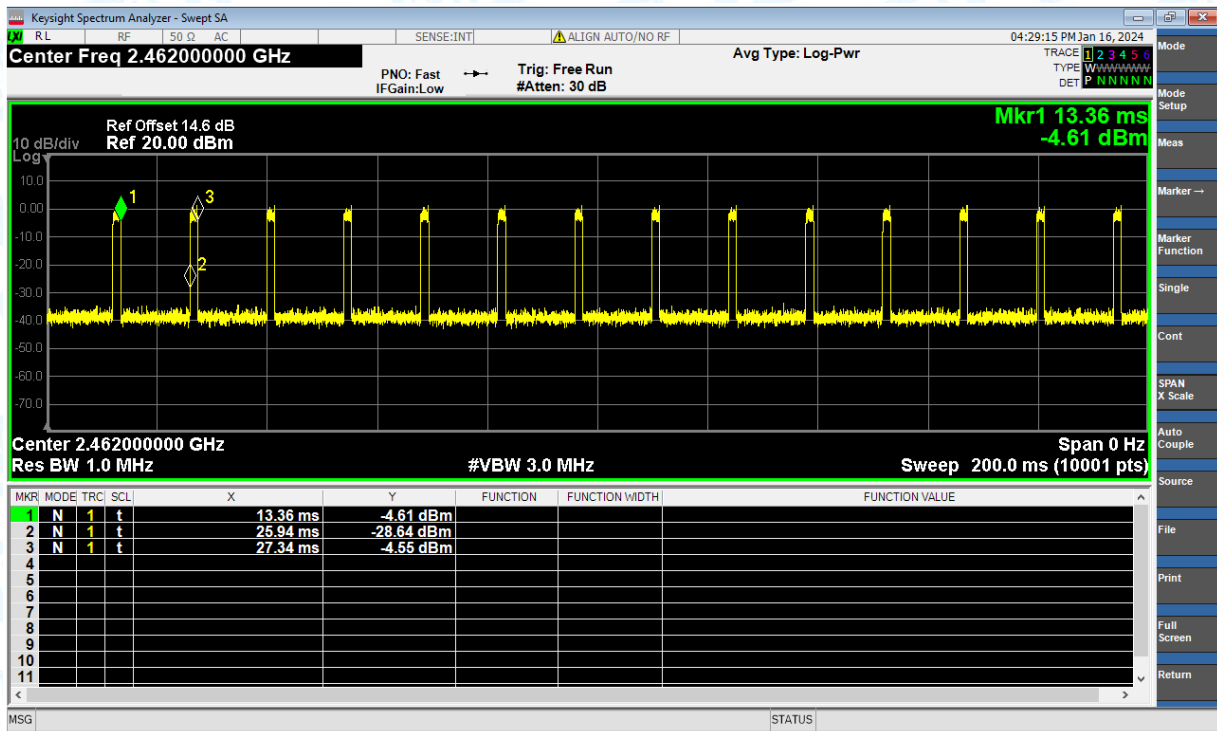 Keysight Spectrum Analyzer - Swept SA
LXI RL RF 50 Ω AC SENSE:INT ALIGN AUTO/NO RF 04:29:15 PM Jan 16, 2024
Center Freq 2.462000000 GHz
PNO: Fast
IFGain:Low
Trig: Free Run
#Atten: 30 dB
Avg Type: Log-Pwr
TRACE 1 2 3 4 5 6
TYPE WWWWWW
DET P N N N N N
Ref Offset 14.6 dB
10 dB/div Ref 20.00 dBm
Log
Mkr1 13.36 ms
-4.61 dBm
10.0
0.00
-10.0
-20.0
-30.0
-40.0
-50.0
-60.0
-70.0
1
3
2
Center 2.462000000 GHz Span 0 Hz
Res BW 1.0 MHz #VBW 3.0 MHz Sweep 200.0 ms (10001 pts)
MKR MODE TRC SCL X Y FUNCTION FUNCTION WIDTH FUNCTION VALUE
1 N 1 t 13.36 ms -4.61 dBm
2 N 1 t 25.94 ms -28.64 dBm
3 N 1 t 27.34 ms -4.55 dBm
4
5
6
7
8
9
10
11
MSG STATUS
Mode
Mode
Setup
Meas
Marker →
Marker
Function
Single
Cont
SPAN
X Scale
Auto
Couple
Source
File
Print
Full
Screen
Return